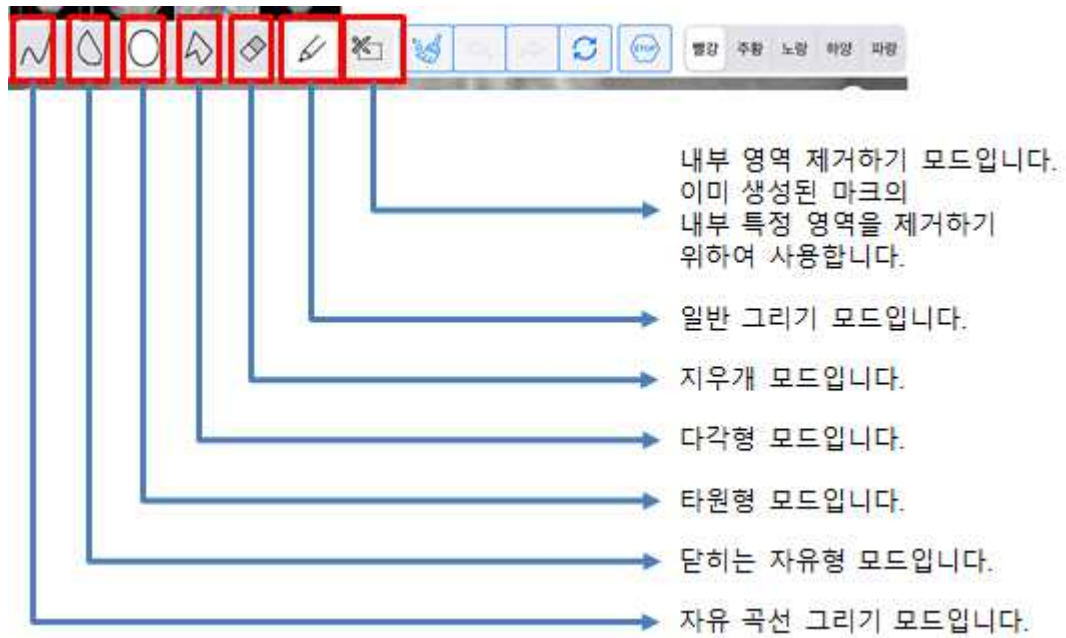 STOP 빨강 주황 노랑 하양 파랑
내부 영역 제거하기 모드입니다.
이미 생성된 마크의
내부 특정 영역을 제거하기
위하여 사용합니다.
일반 그리기 모드입니다.
지우개 모드입니다.
다각형 모드입니다.
타원형 모드입니다.
닫히는 자유형 모드입니다.
자유 곡선 그리기 모드입니다.